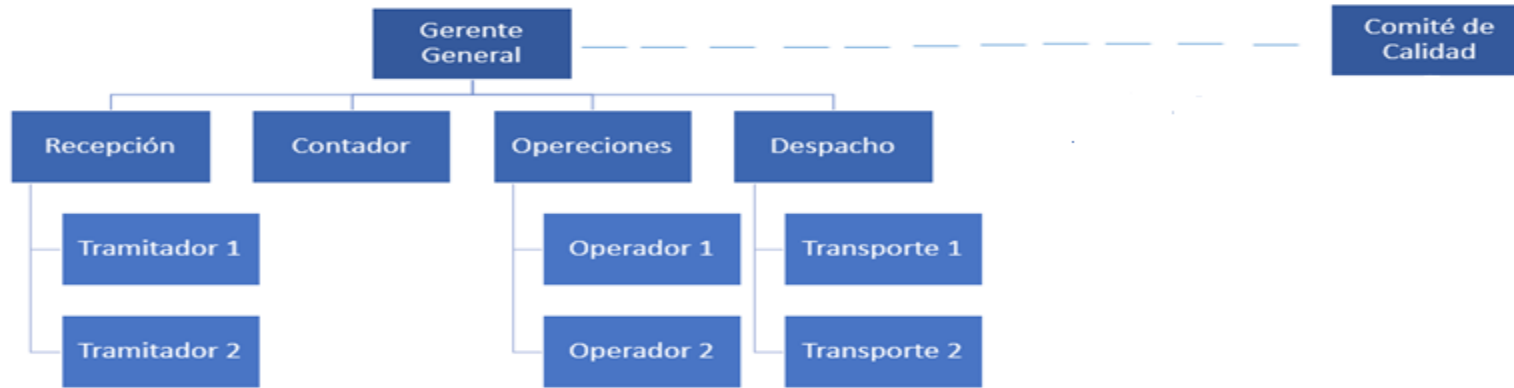 Gerente
General
Comité de
Calidad
Recepción
Contador
Opereciones
Despacho
Tramitador 1
Operador 1
Transporte 1
Tramitador 2
Operador 2
Transporte 2